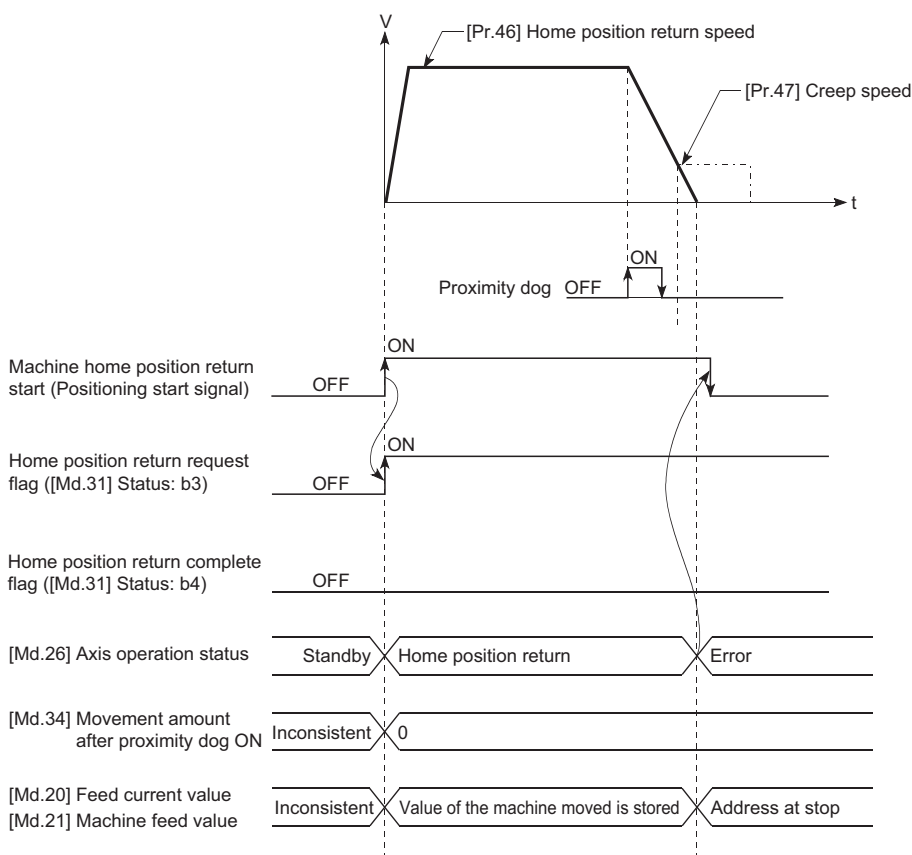 V
[Pr.46] Home position return speed
[Pr.47] Creep speed
t
ON
Proximity dog OFF
ON
Machine home position return
start (Positioning start signal)
OFF
ON
Home position return request
flag ([Md.31] Status: b3)
OFF
Home position return complete
flag ([Md.31] Status: b4)
OFF
[Md.26] Axis operation status
Standby
Home position return
Error
[Md.34] Movement amount
after proximity dog ON
Inconsistent
0
[Md.20] Feed current value
[Md.21] Machine feed value
Inconsistent
Value of the machine moved is stored
Address at stop